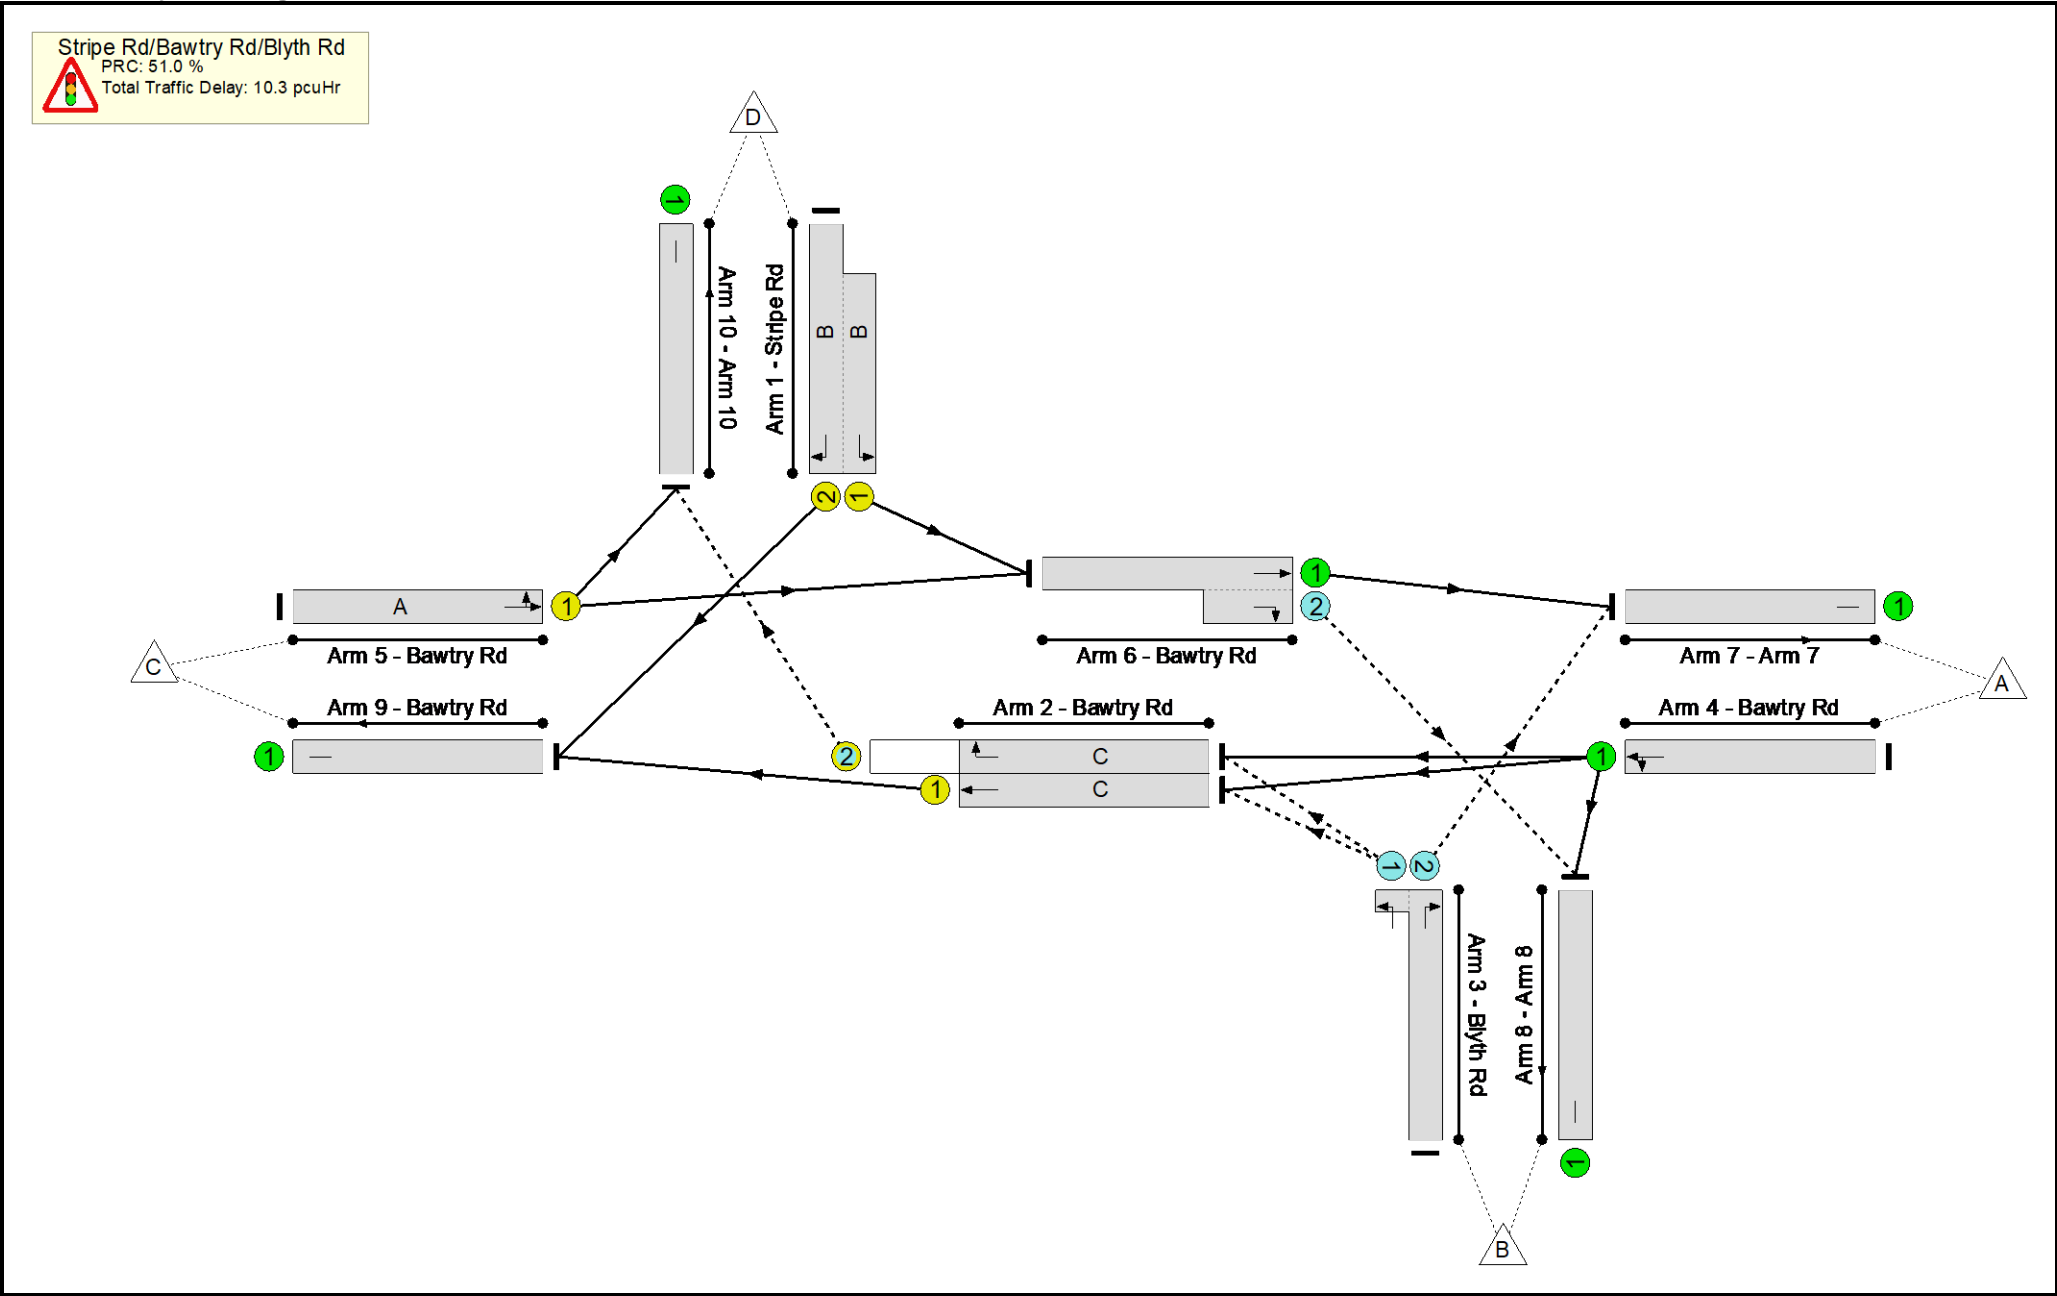 Stripe Rd/Bawtry Rd/Blyth Rd
PRC: 51.0 %
Total Traffic Delay: 10.3 pcuHr
D
1
Arm 10 - Arm 10
Arm 1 - Stripe Rd
B
B
2
1
A
1
Arm 5 - Bawtry Rd
C
Arm 9 - Bawtry Rd
1
1
2
Arm 6 - Bawtry Rd
1
Arm 7 - Arm 7
A
Arm 2 - Bawtry Rd
C
C
2
1
Arm 4 - Bawtry Rd
1
1
2
Arm 3 - Blyth Rd
Arm 8 - Arm 8
1
B